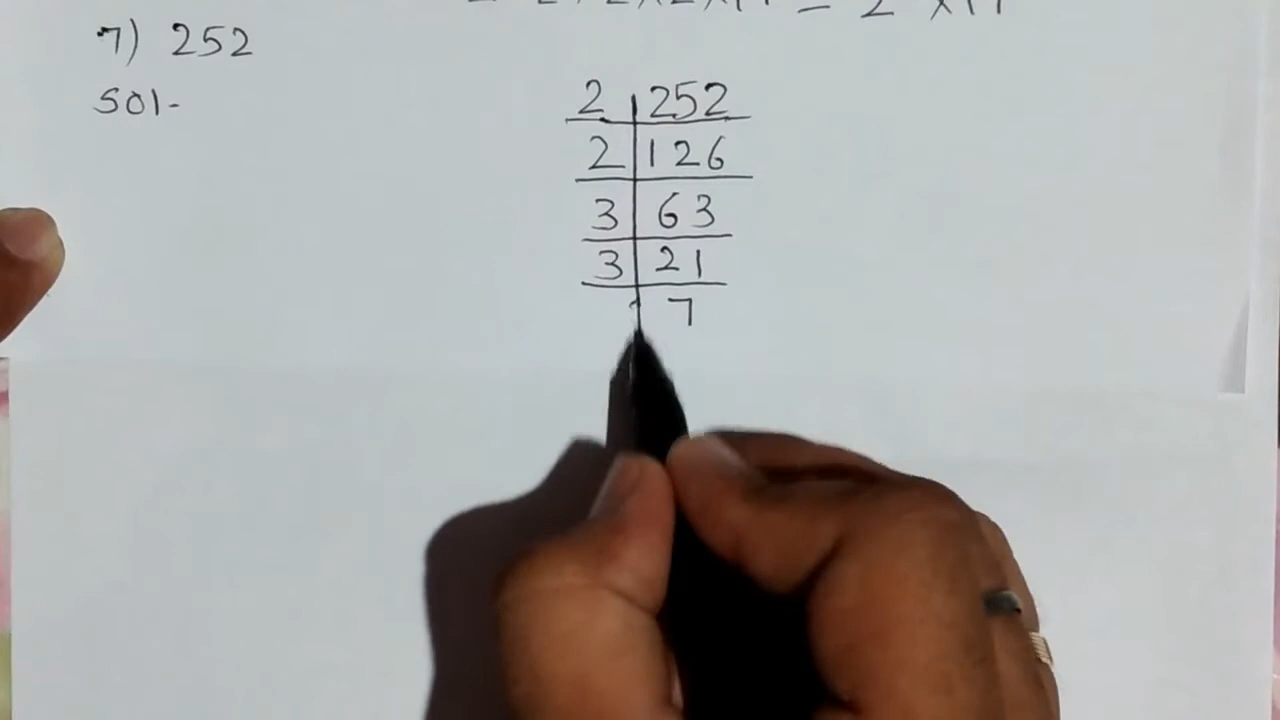 7) 252
Sol-
2 | 252
2 | 126
3 | 63
3 | 21
7